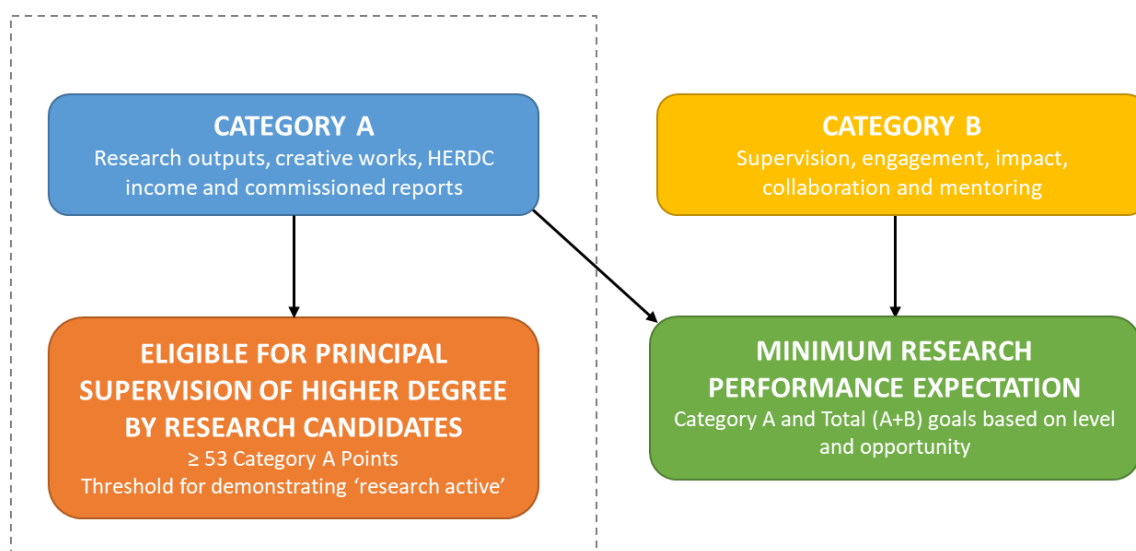 CATEGORY A
Research outputs, creative works, HERDC
income and commissioned reports
CATEGORY B
Supervision, engagement, impact,
collaboration and mentoring
ELIGIBLE FOR PRINCIPAL
SUPERVISION OF HIGHER DEGREE
BY RESEARCH CANDIDATES
≥ 53 Category A Points
Threshold for demonstrating ‘research active’
MINIMUM RESEARCH
PERFORMANCE EXPECTATION
Category A and Total (A+B) goals based on level
and opportunity